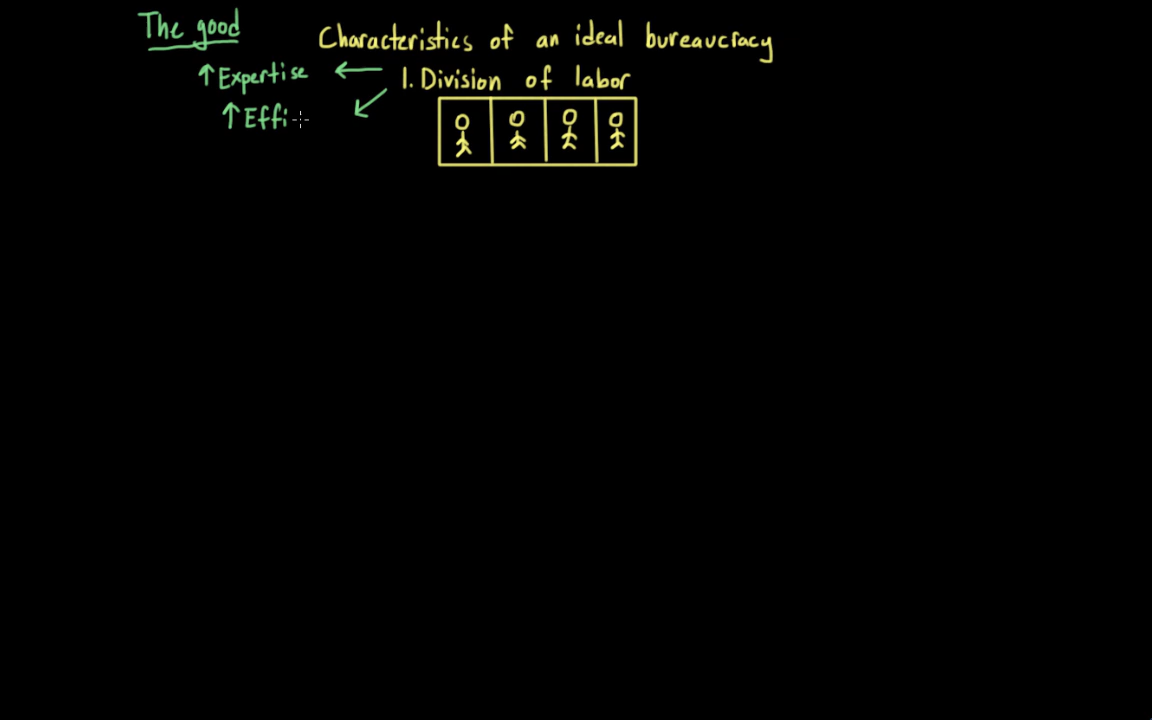 The good
Characteristics of an ideal bureaucracy
↑Expertise
1. Division of labor
↑Effi